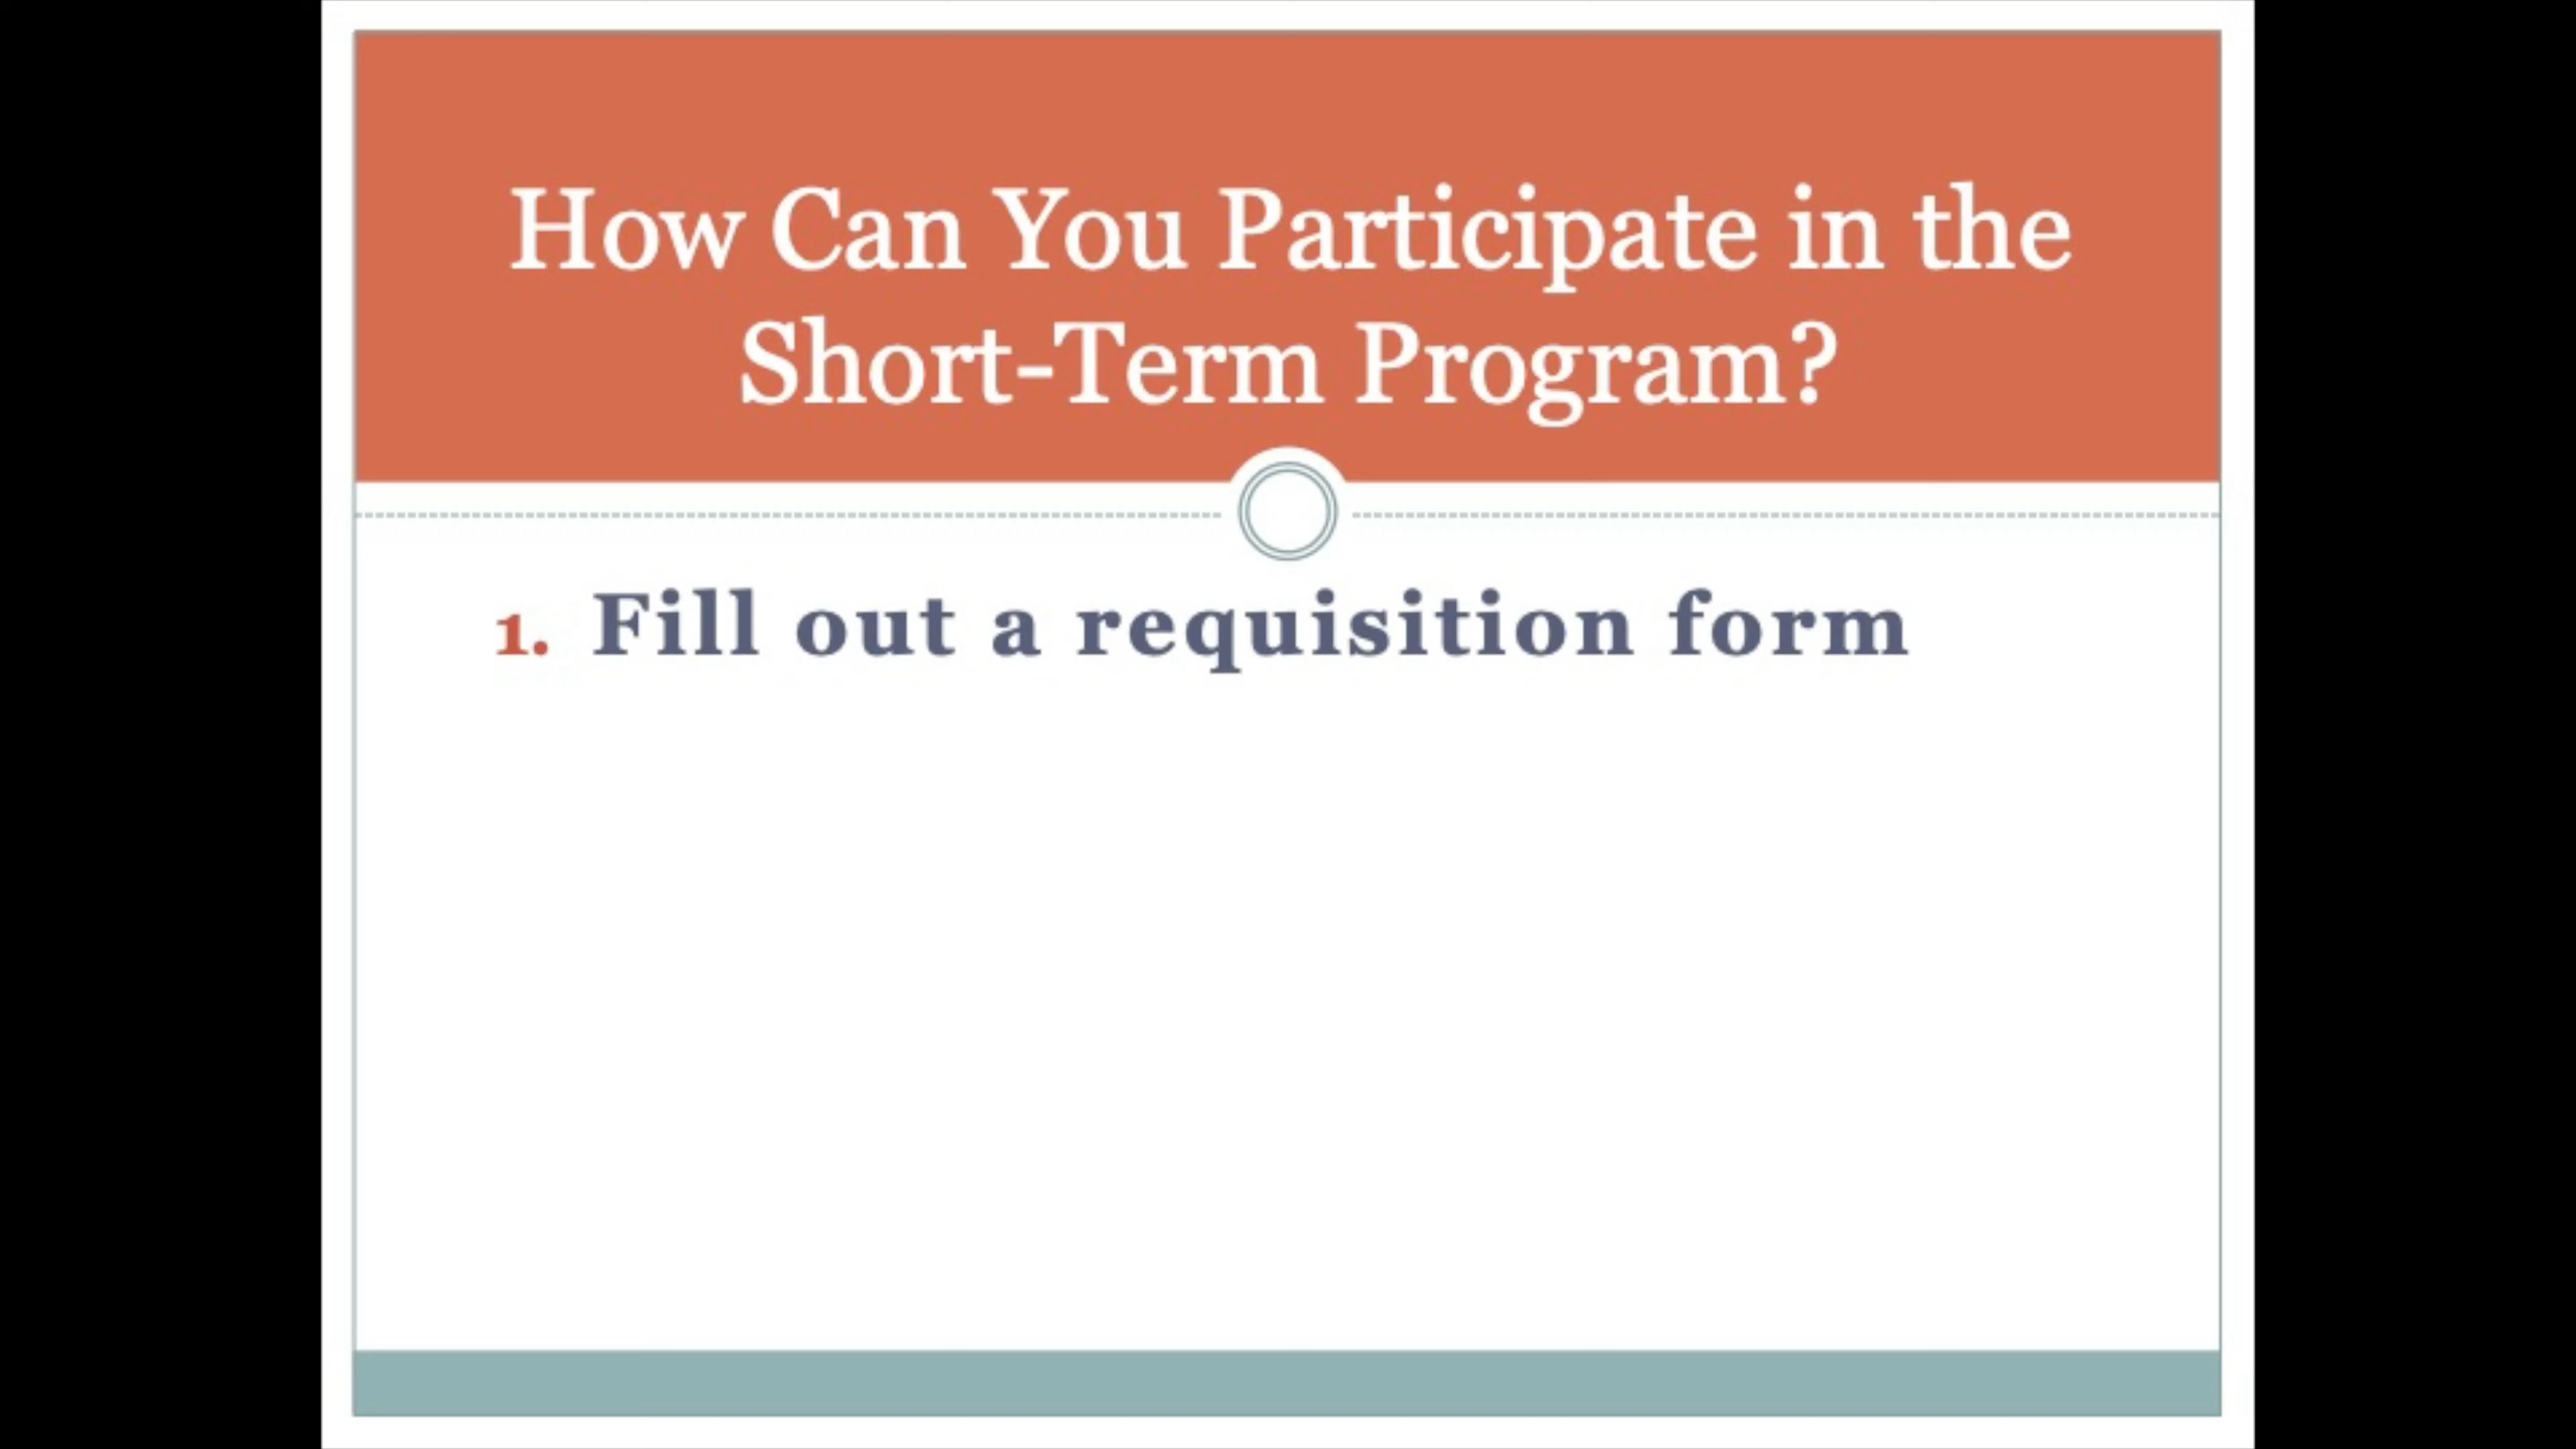 How Can You Participate in the
Short-Term Program?
1. Fill out a requisition form